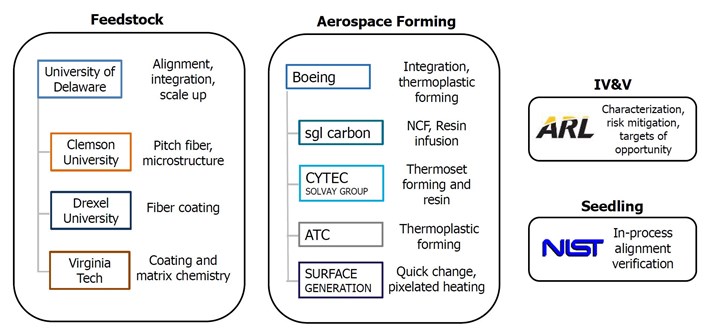 Feedstock
University of
Delaware
Alignment,
integration,
scale up
Clemson
University
Pitch fiber,
microstructure
Drexel
University
Fiber coating
Virginia
Tech
Coating and
matrix chemistry
Aerospace Forming
Boeing
Integration,
thermoplastic
forming
sgl carbon
NCF, Resin
infusion
CYTEC
SOLVAY GROUP
Thermoset
forming and
resin
ATC
Thermoplastic
forming
SURFACE
GENERATION
Quick change,
pixelated heating
IV&V
ARL
Characterization,
risk mitigation,
targets of
opportunity
Seedling
NIST
In-process
alignment
verification